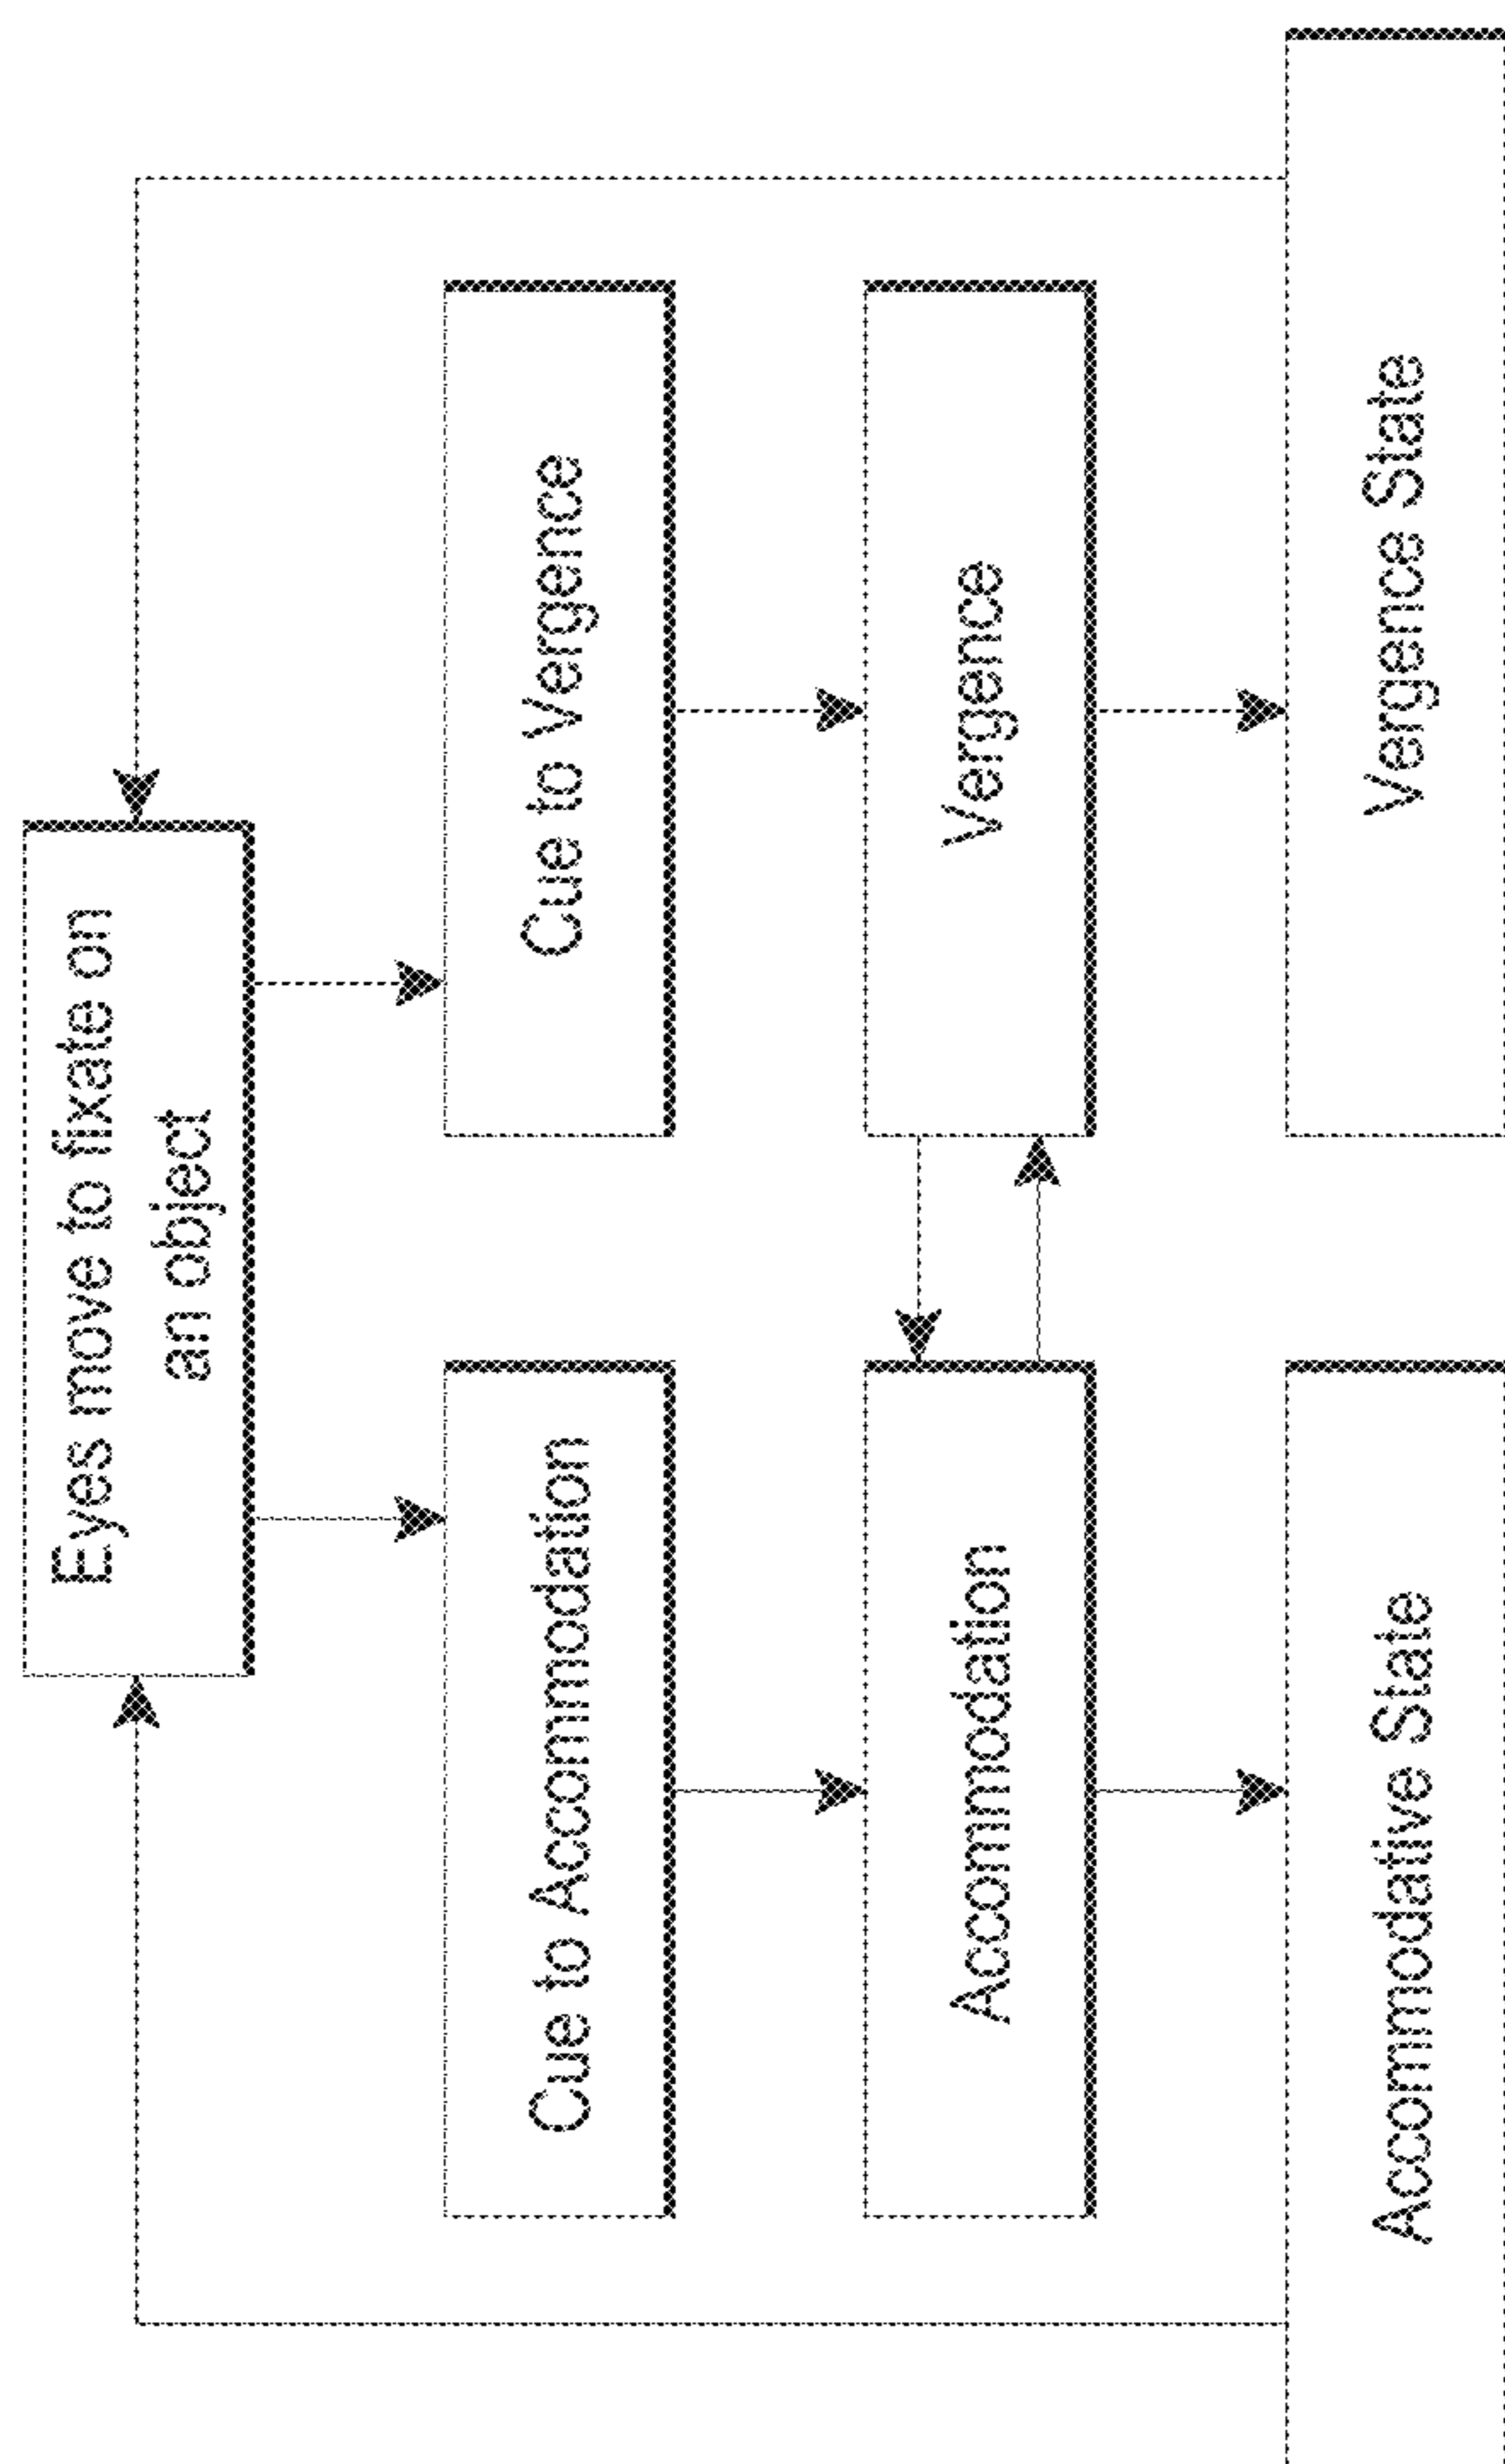 Eyes move to fixate on
an object
Cue to Accommodation
Cue to Vergence
Accommodation
Vergence
Accommodative State
Vergence State